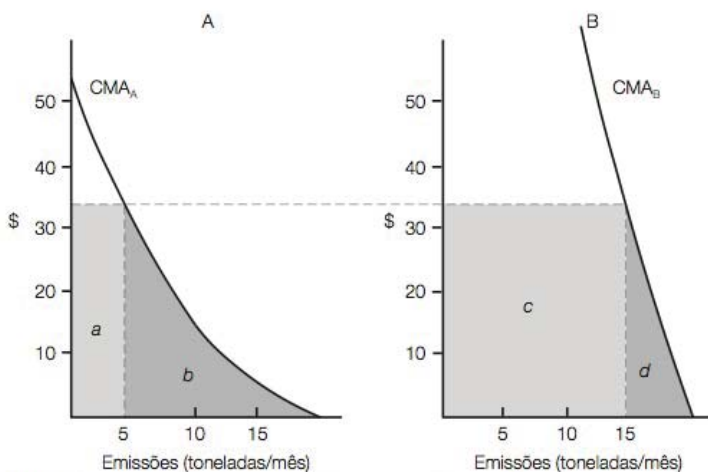 A
CMA_A
50
40
$
30
20
10
a
b
5
10
15
Emissões (toneladas/mês)
B
CMA_B
50
40
$
30
20
10
c
d
5
10
15
Emissões (toneladas/mês)